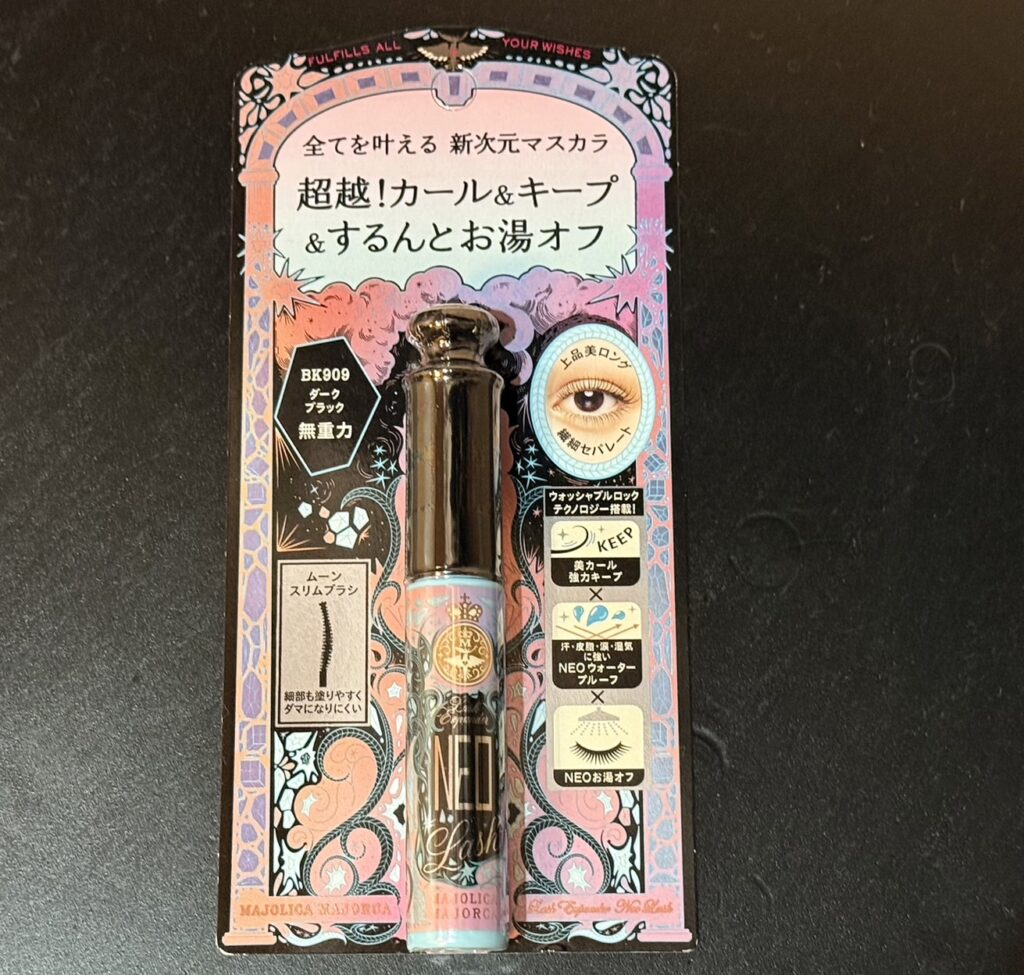 FULFILLS ALL YOUR WISHES
全てを叶える 新次元マスカラ
超越!カール&キープ
&するんとお湯オフ
BK909
ダーク
ブラック
無重力
上品美ロング
繊細セパレート
ウォッシャブルロック
テクノロジー搭載!
KEEP
美カール
強力キープ
×
汗・皮脂・涙・湿気
に強い
NEOウォーター
プルーフ
×
NEOお湯オフ
ムーン
スリムブラシ
細部も塗りやすく
ダマになりにくい
M
Lash
Expander
NEO
Lash
MAJOLICA
MAJORCA
MAJOLICA MAJORCA
Lash Expander Neo Lash